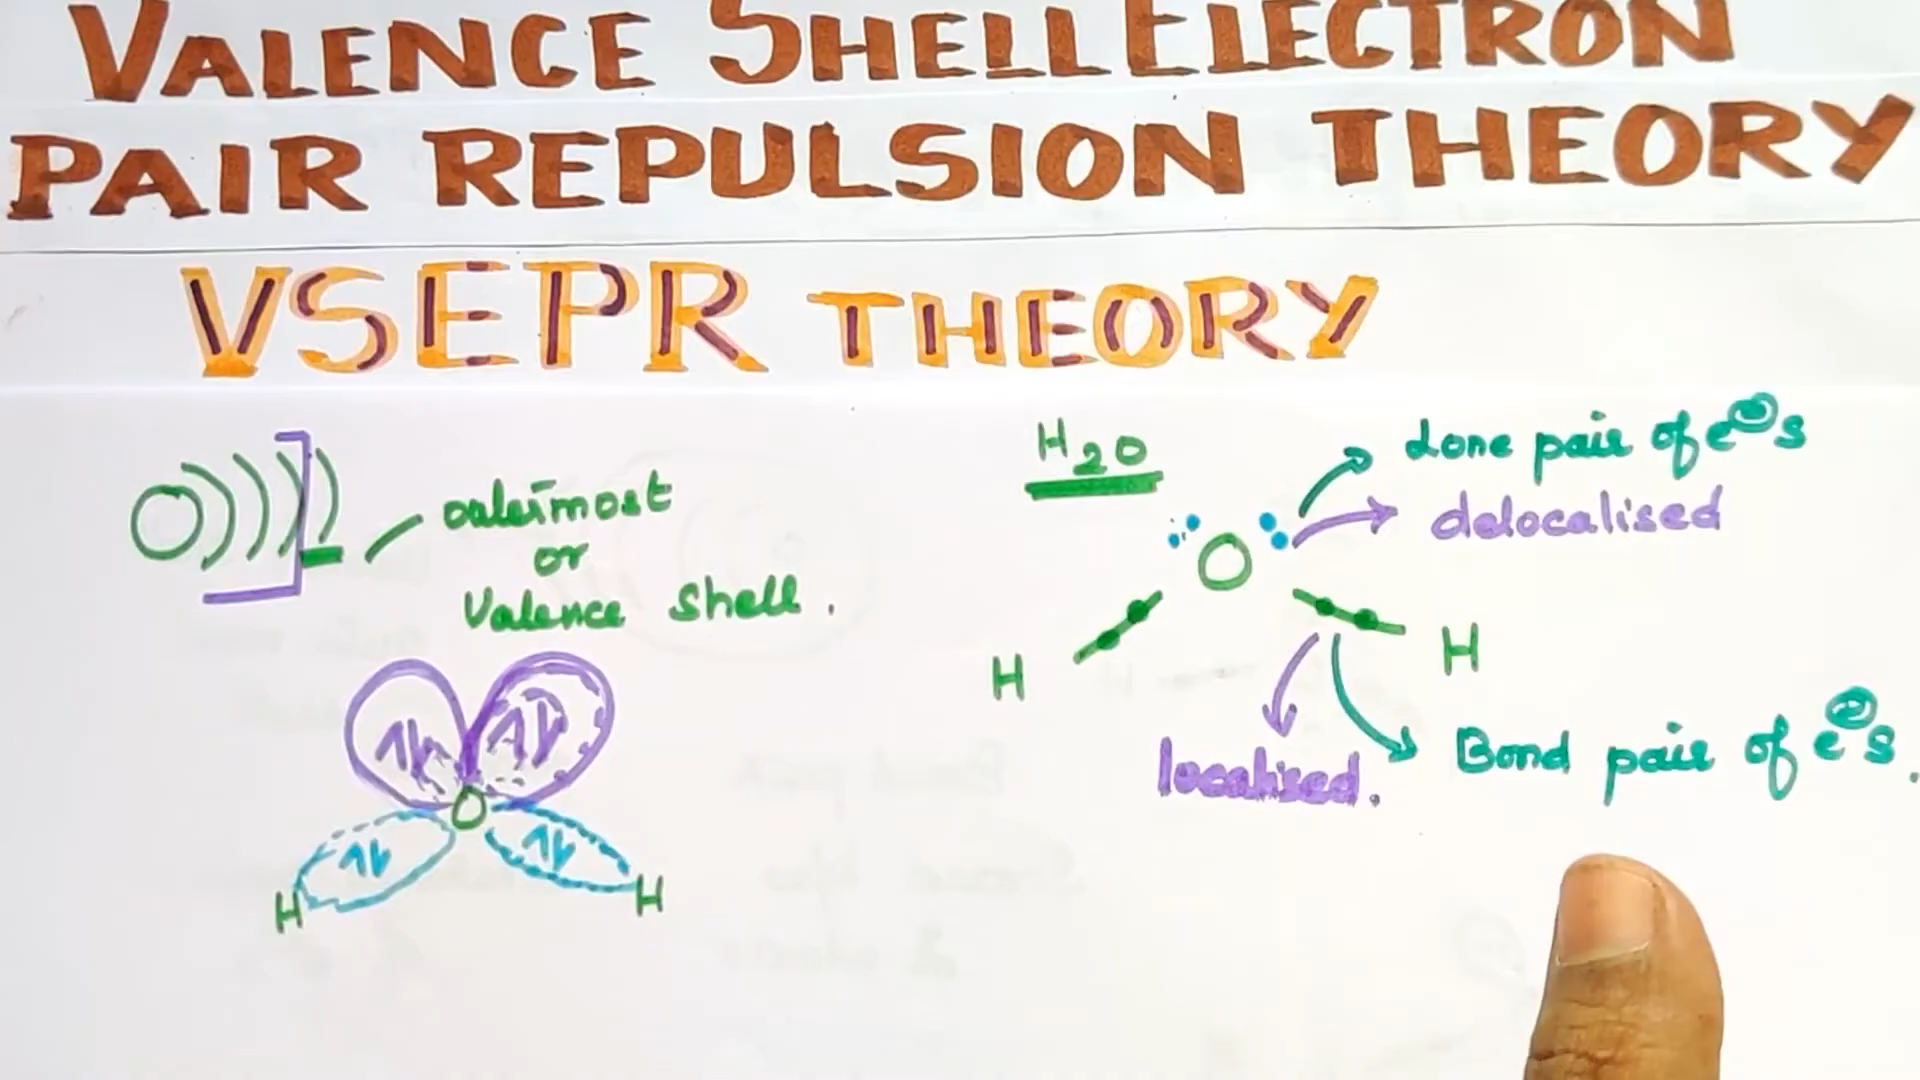 VALENCE SHELL ELECTRON
PAIR REPULSION THEORY
VSEPR THEORY
outermost
or
Valence shell.
O
H
H
H2O
Lone pair of e⊖s
delocalised
O
H
H
localised.
Bond pair of e⊖s.